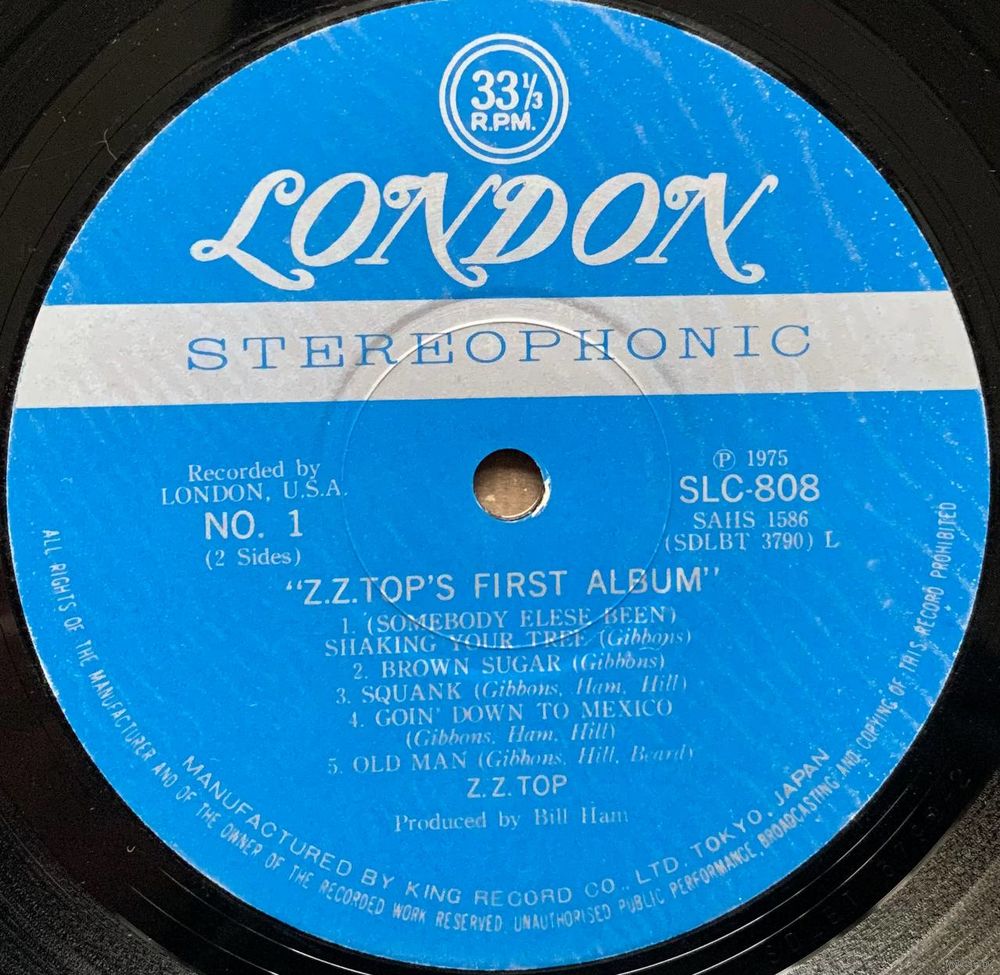 33⅓
R.P.M.
LONDON
STEREOPHONIC
Recorded by
LONDON, U.S.A.
NO. 1
(2 Sides)
Ⓟ 1975
SLC-808
SAHS 1586
(SDLBT 3790) L
"Z.Z.TOP'S FIRST ALBUM"
1. (SOMEBODY ELESE BEEN)
SHAKING YOUR TREE (Gibbons)
2. BROWN SUGAR (Gibbons)
3. SQUANK (Gibbons, Ham, Hill)
4. GOIN' DOWN TO MEXICO
(Gibbons, Ham, Hill)
5. OLD MAN (Gibbons, Hill, Beard)
Z.Z.TOP
Produced by Bill Ham
MANUFACTURED BY KING RECORD CO., LTD. TOKYO, JAPAN
ALL RIGHTS OF THE MANUFACTURER AND OF THE OWNER OF THE RECORDED WORK RESERVED. UNAUTHORISED PUBLIC PERFORMANCE, BROADCASTING AND COPYING OF THIS RECORD PROHIBITED